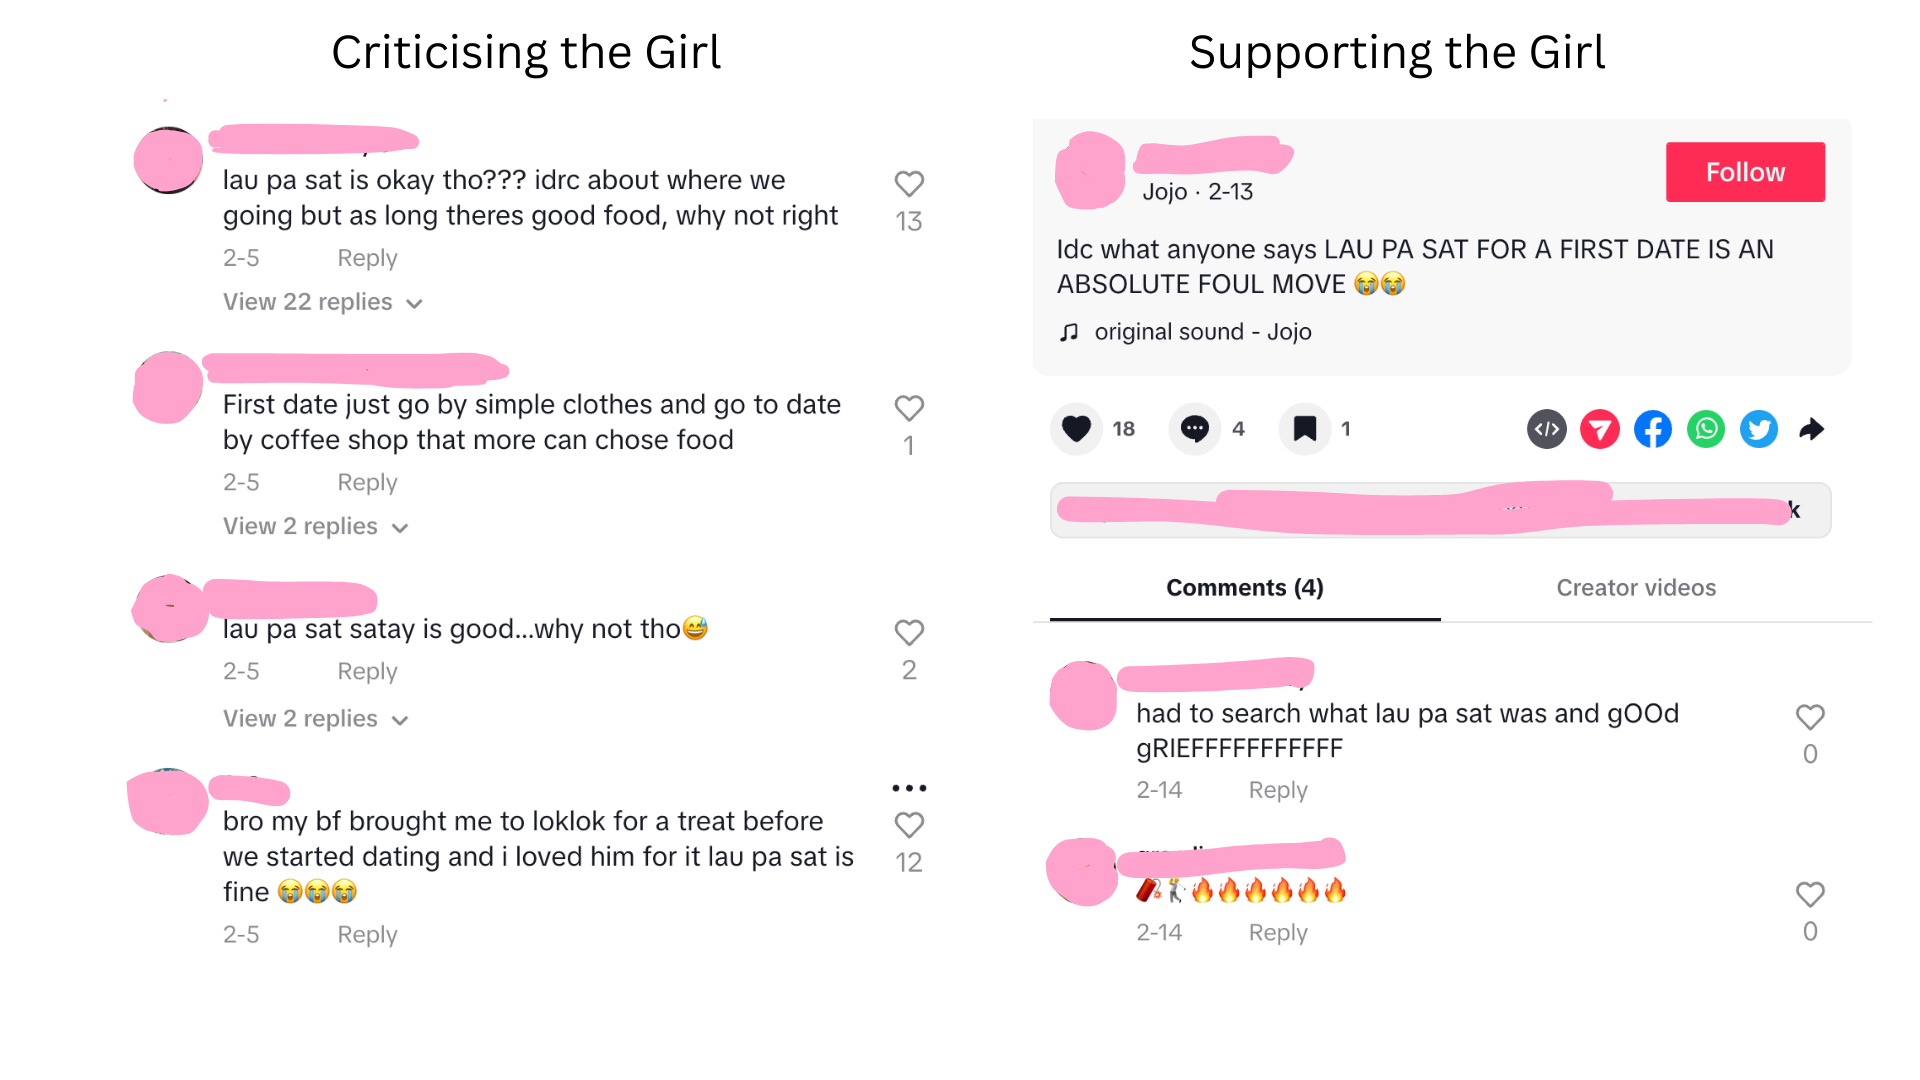 Criticising the Girl
lau pa sat is okay tho??? idrc about where we
going but as long theres good food, why not right
13
2-5 Reply
View 22 replies
First date just go by simple clothes and go to date
by coffee shop that more can chose food
1
2-5 Reply
View 2 replies
lau pa sat satay is good...why not tho😅
2
2-5 Reply
View 2 replies
bro my bf brought me to loklok for a treat before
we started dating and i loved him for it lau pa sat is
fine 😭😭😭
12
2-5 Reply
Supporting the Girl
Jojo · 2-13
Follow
Idc what anyone says LAU PA SAT FOR A FIRST DATE IS AN
ABSOLUTE FOUL MOVE 😭😭
original sound - Jojo
18 4 1
k
Comments (4) Creator videos
had to search what lau pa sat was and gOOd
gRIEFFFFFFFFFFF
0
2-14 Reply
🧨🏌🔥🔥🔥🔥🔥🔥
0
2-14 Reply